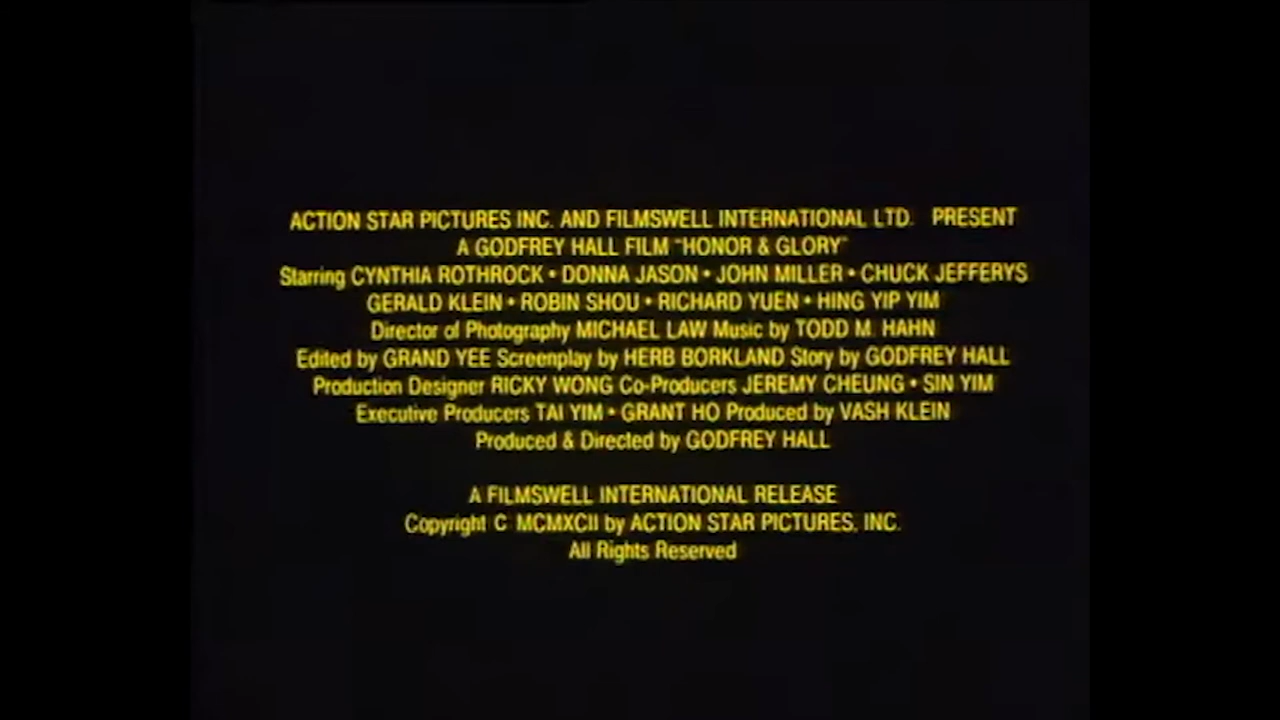 ACTION STAR PICTURES INC. AND FILMSWELL INTERNATIONAL LTD. PRESENT
A GODFREY HALL FILM "HONOR & GLORY"
Starring CYNTHIA ROTHROCK • DONNA JASON • JOHN MILLER • CHUCK JEFFERYS
GERALD KLEIN • ROBIN SHOU • RICHARD YUEN • HING YIP YIM
Director of Photography MICHAEL LAW Music by TODD M. HAHN
Edited by GRAND YEE Screenplay by HERB BORKLAND Story by GODFREY HALL
Production Designer RICKY WONG Co-Producers JEREMY CHEUNG • SIN YIM
Executive Producers TAI YIM • GRANT HO Produced by VASH KLEIN
Produced & Directed by GODFREY HALL
A FILMSWELL INTERNATIONAL RELEASE
Copyright C MCMXCII by ACTION STAR PICTURES, INC.
All Rights Reserved